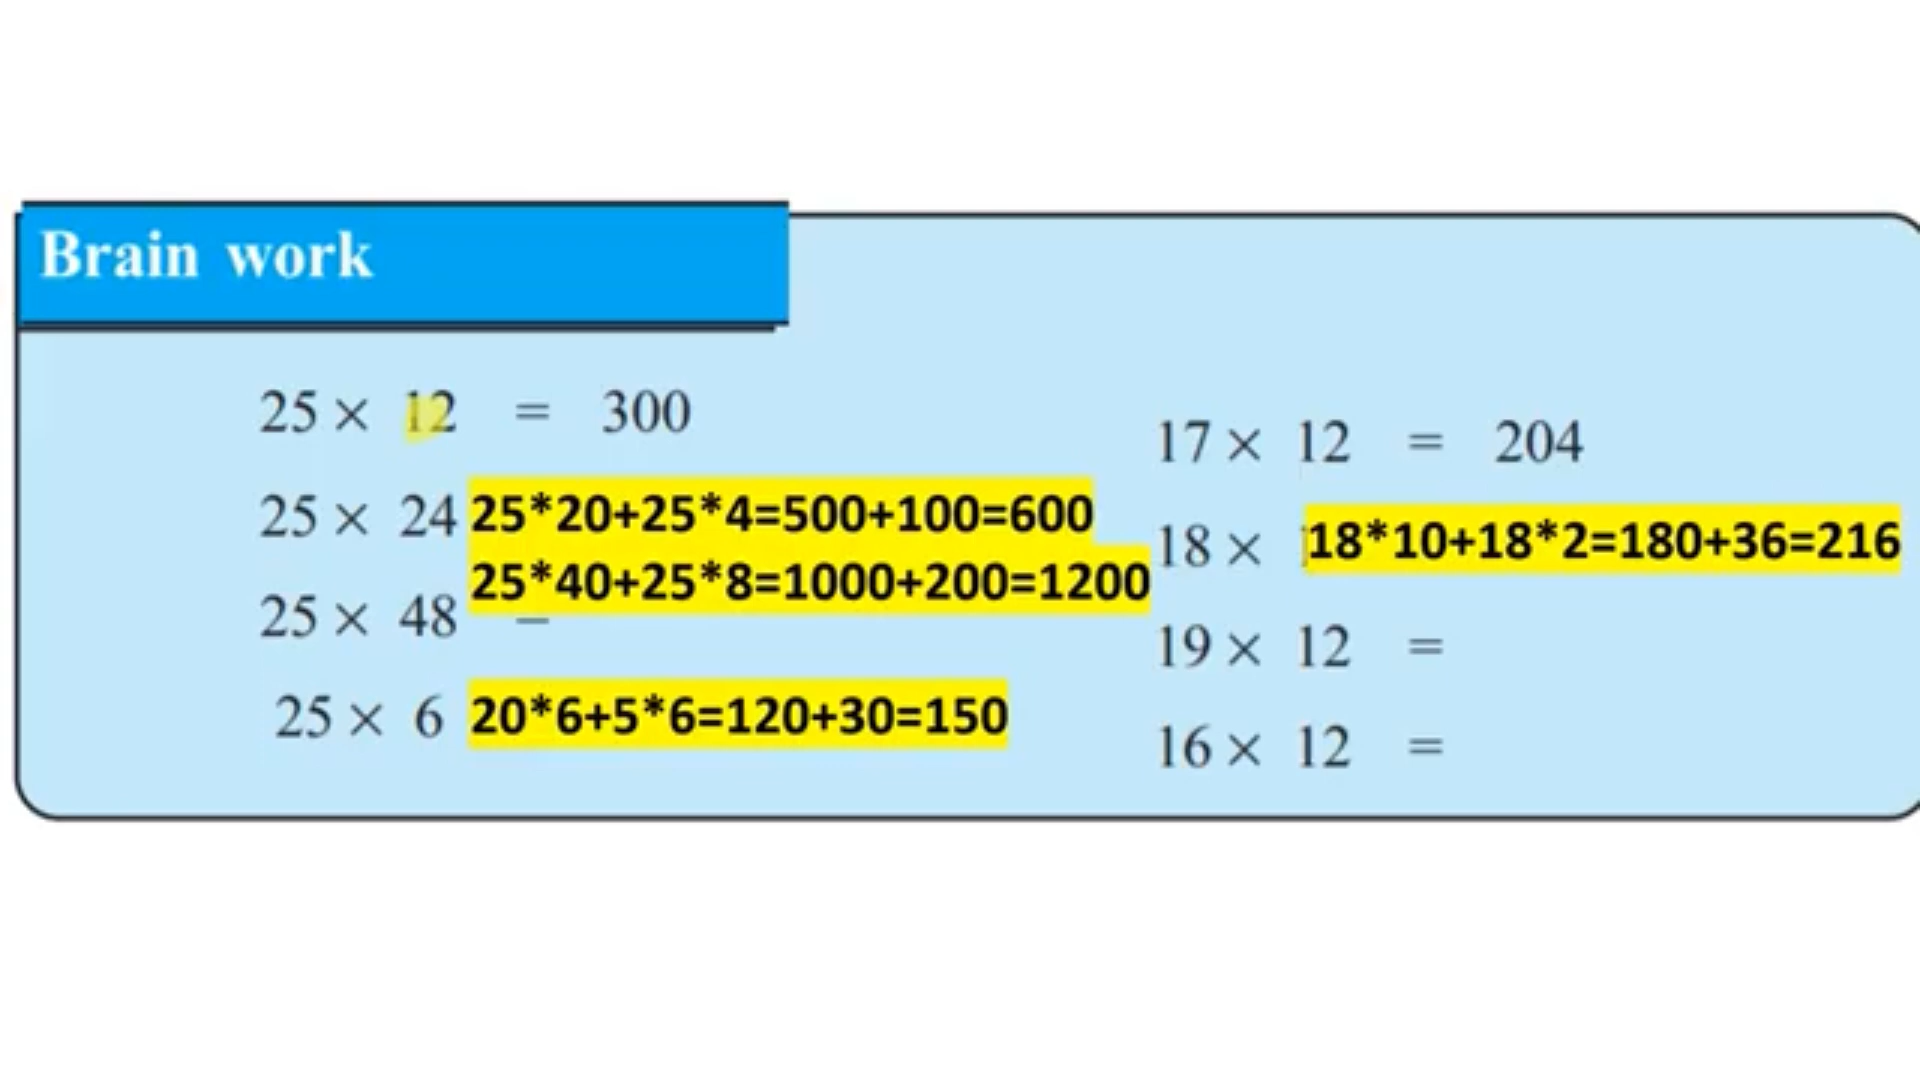 Brain work
25 × 12 = 300
25 × 24 25*20+25*4=500+100=600
25*40+25*8=1000+200=1200
25 × 48 =
25 × 6 20*6+5*6=120+30=150
17 × 12 = 204
18 × 18*10+18*2=180+36=216
19 × 12 =
16 × 12 =